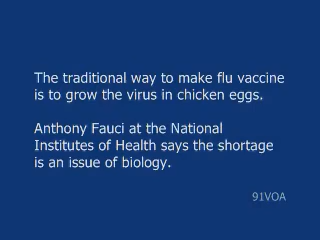 The traditional way to make flu vaccine
is to grow the virus in chicken eggs.
Anthony Fauci at the National
Institutes of Health says the shortage
is an issue of biology.
91VOA